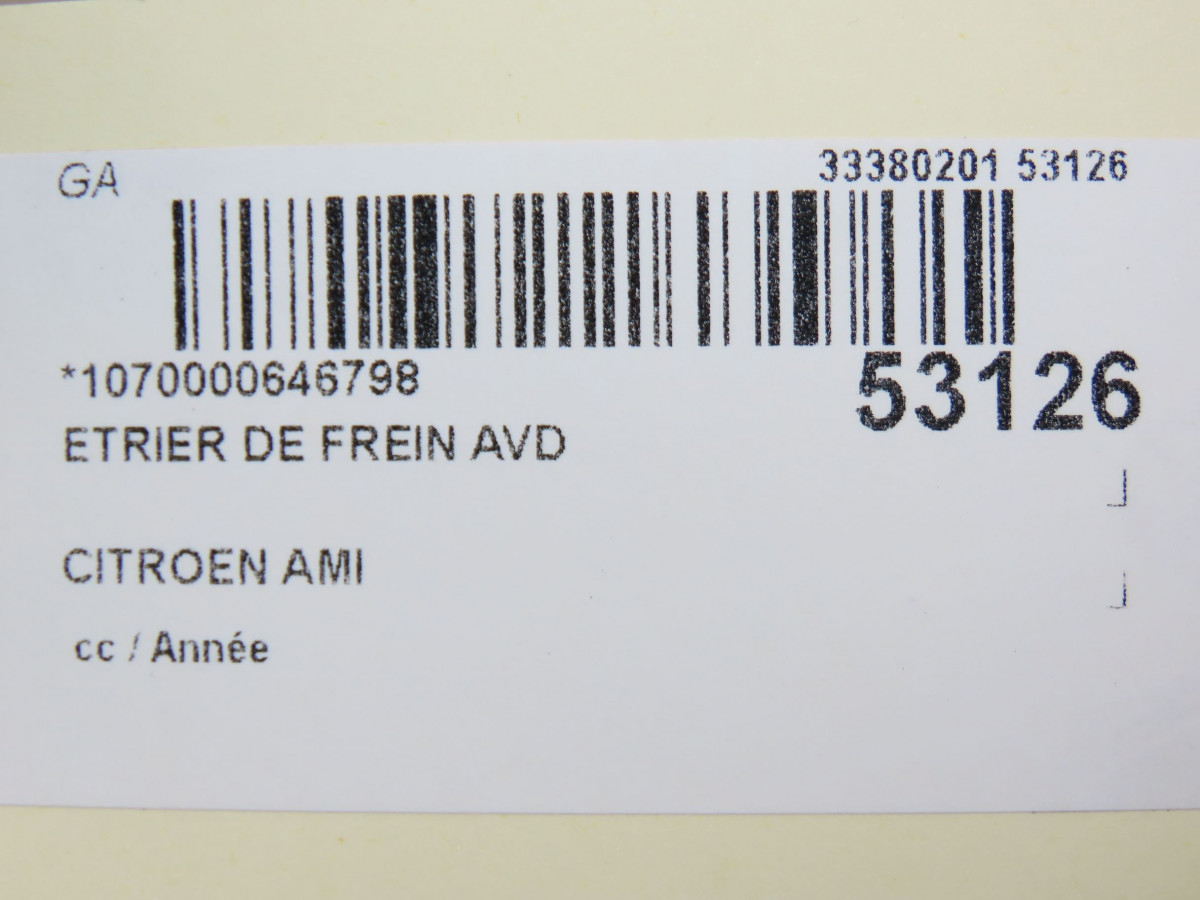 GA
33380201 53126
*1070000646798
53126
ETRIER DE FREIN AVD
CITROEN AMI
cc / Année